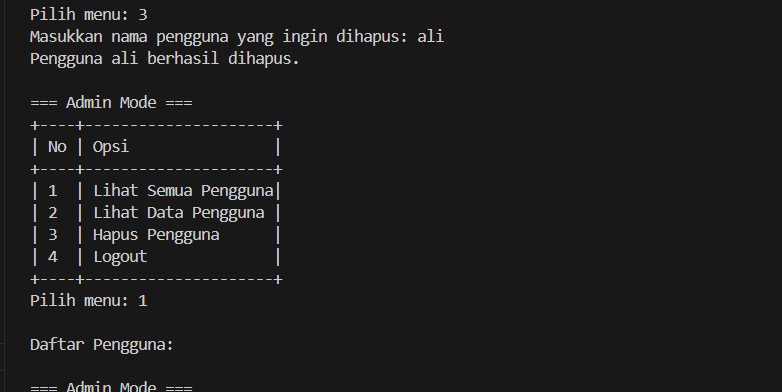 Pilih menu: 3
Masukkan nama pengguna yang ingin dihapus: ali
Pengguna ali berhasil dihapus.
=== Admin Mode ===
+----+---------------------+
| No | Opsi                |
+----+---------------------+
| 1  | Lihat Semua Pengguna|
| 2  | Lihat Data Pengguna |
| 3  | Hapus Pengguna      |
| 4  | Logout              |
+----+---------------------+
Pilih menu: 1
Daftar Pengguna:
=== Admin Mode ===